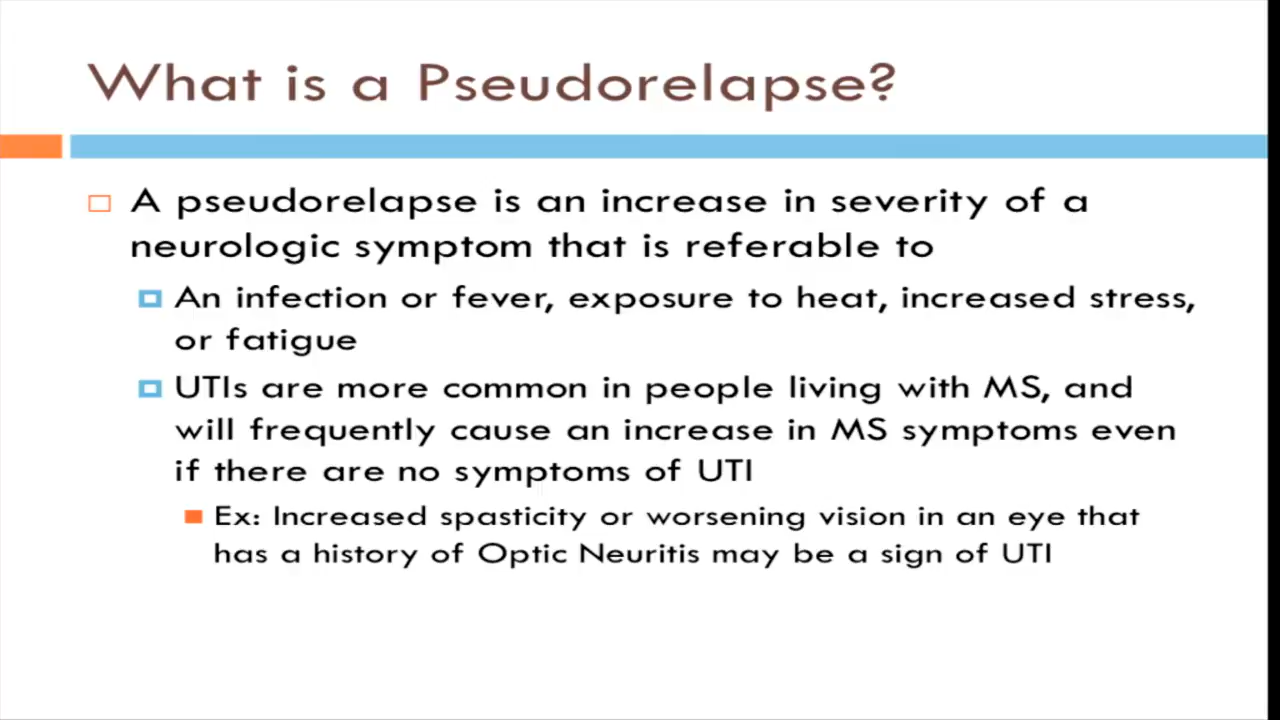 What is a Pseudorelapse?
A pseudorelapse is an increase in severity of a
neurologic symptom that is referable to
An infection or fever, exposure to heat, increased stress,
or fatigue
UTIs are more common in people living with MS, and
will frequently cause an increase in MS symptoms even
if there are no symptoms of UTI
Ex: Increased spasticity or worsening vision in an eye that
has a history of Optic Neuritis may be a sign of UTI